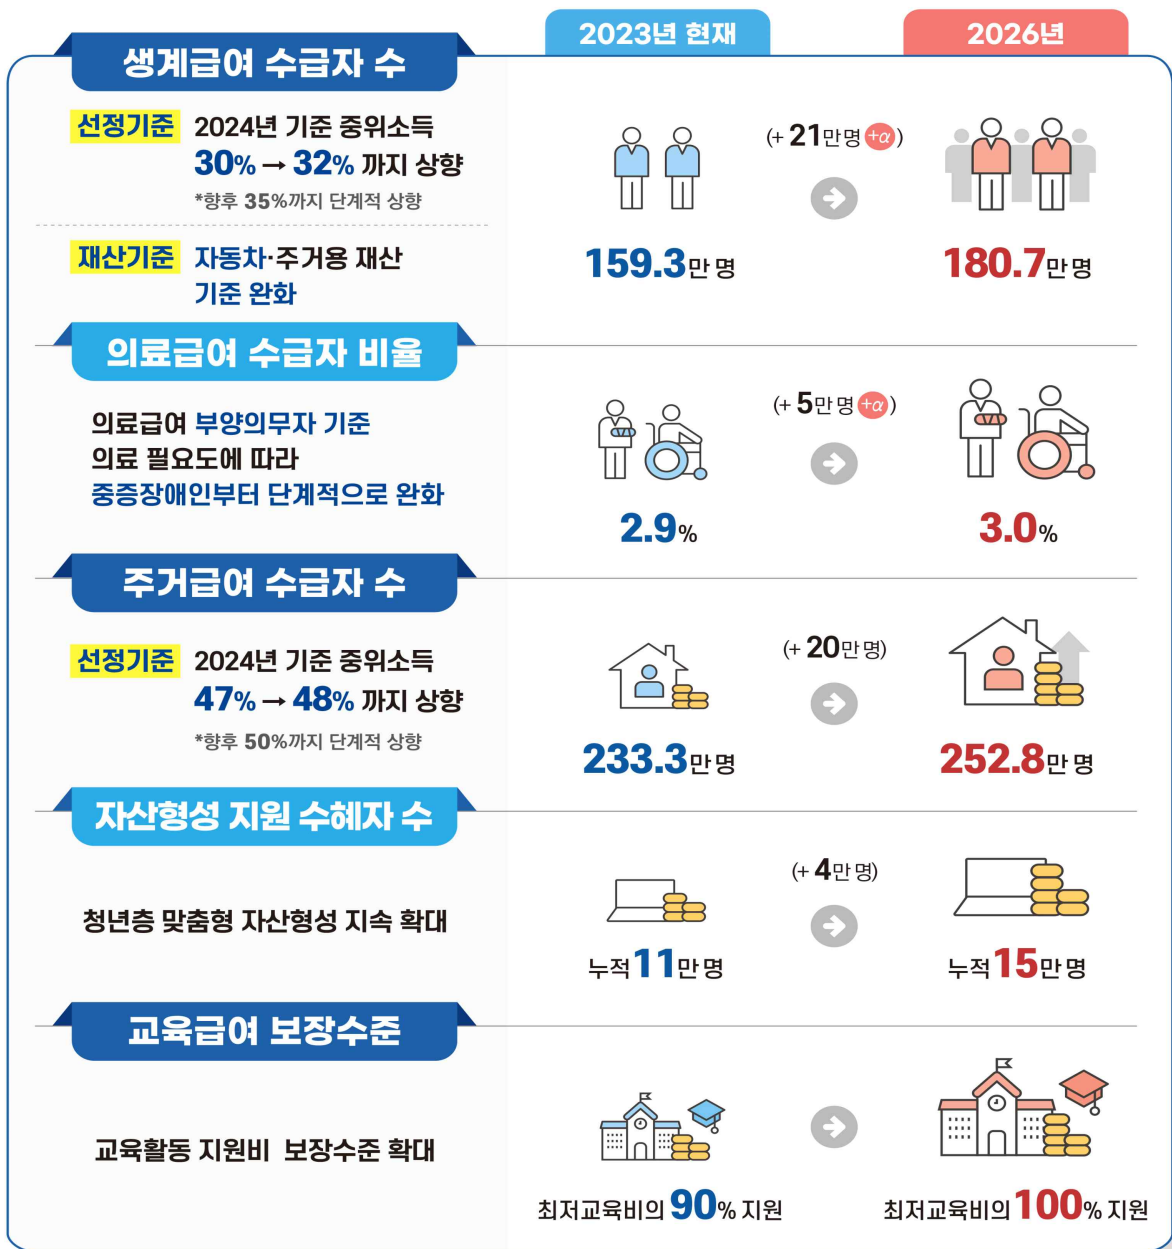 2023년 현재
2026년
생계급여 수급자 수
선정기준 2024년 기준 중위소득
30% → 32% 까지 상향
*향후 35%까지 단계적 상향
재산기준 자동차·주거용 재산
기준 완화
(+ 21만 명 +α)
159.3만 명
180.7만 명
의료급여 수급자 비율
의료급여 부양의무자 기준
의료 필요도에 따라
중증장애인부터 단계적으로 완화
(+ 5만 명 +α)
2.9%
3.0%
주거급여 수급자 수
선정기준 2024년 기준 중위소득
47% → 48% 까지 상향
*향후 50%까지 단계적 상향
(+ 20만 명)
233.3만 명
252.8만 명
자산형성 지원 수혜자 수
청년층 맞춤형 자산형성 지속 확대
(+ 4만 명)
누적 11만 명
누적 15만 명
교육급여 보장수준
교육활동 지원비 보장수준 확대
최저교육비의 90% 지원
최저교육비의 100% 지원